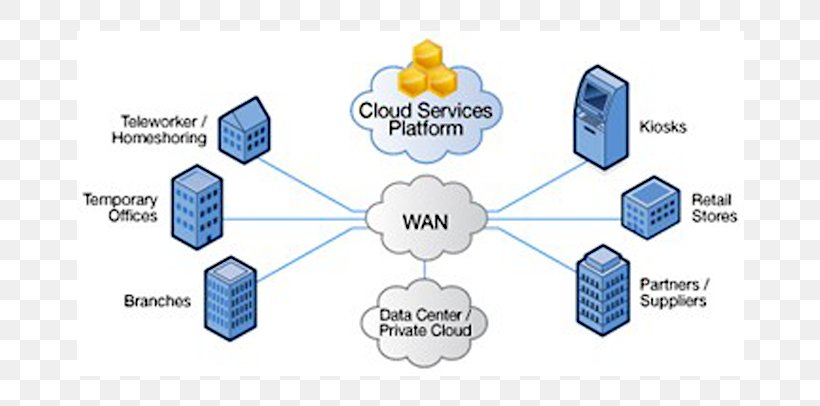 Cloud Services
Platform
Teleworker /
Homeshoring
Kiosks
Temporary
Offices
WAN
Retail
Stores
Branches
Partners /
Suppliers
Data Center /
Private Cloud